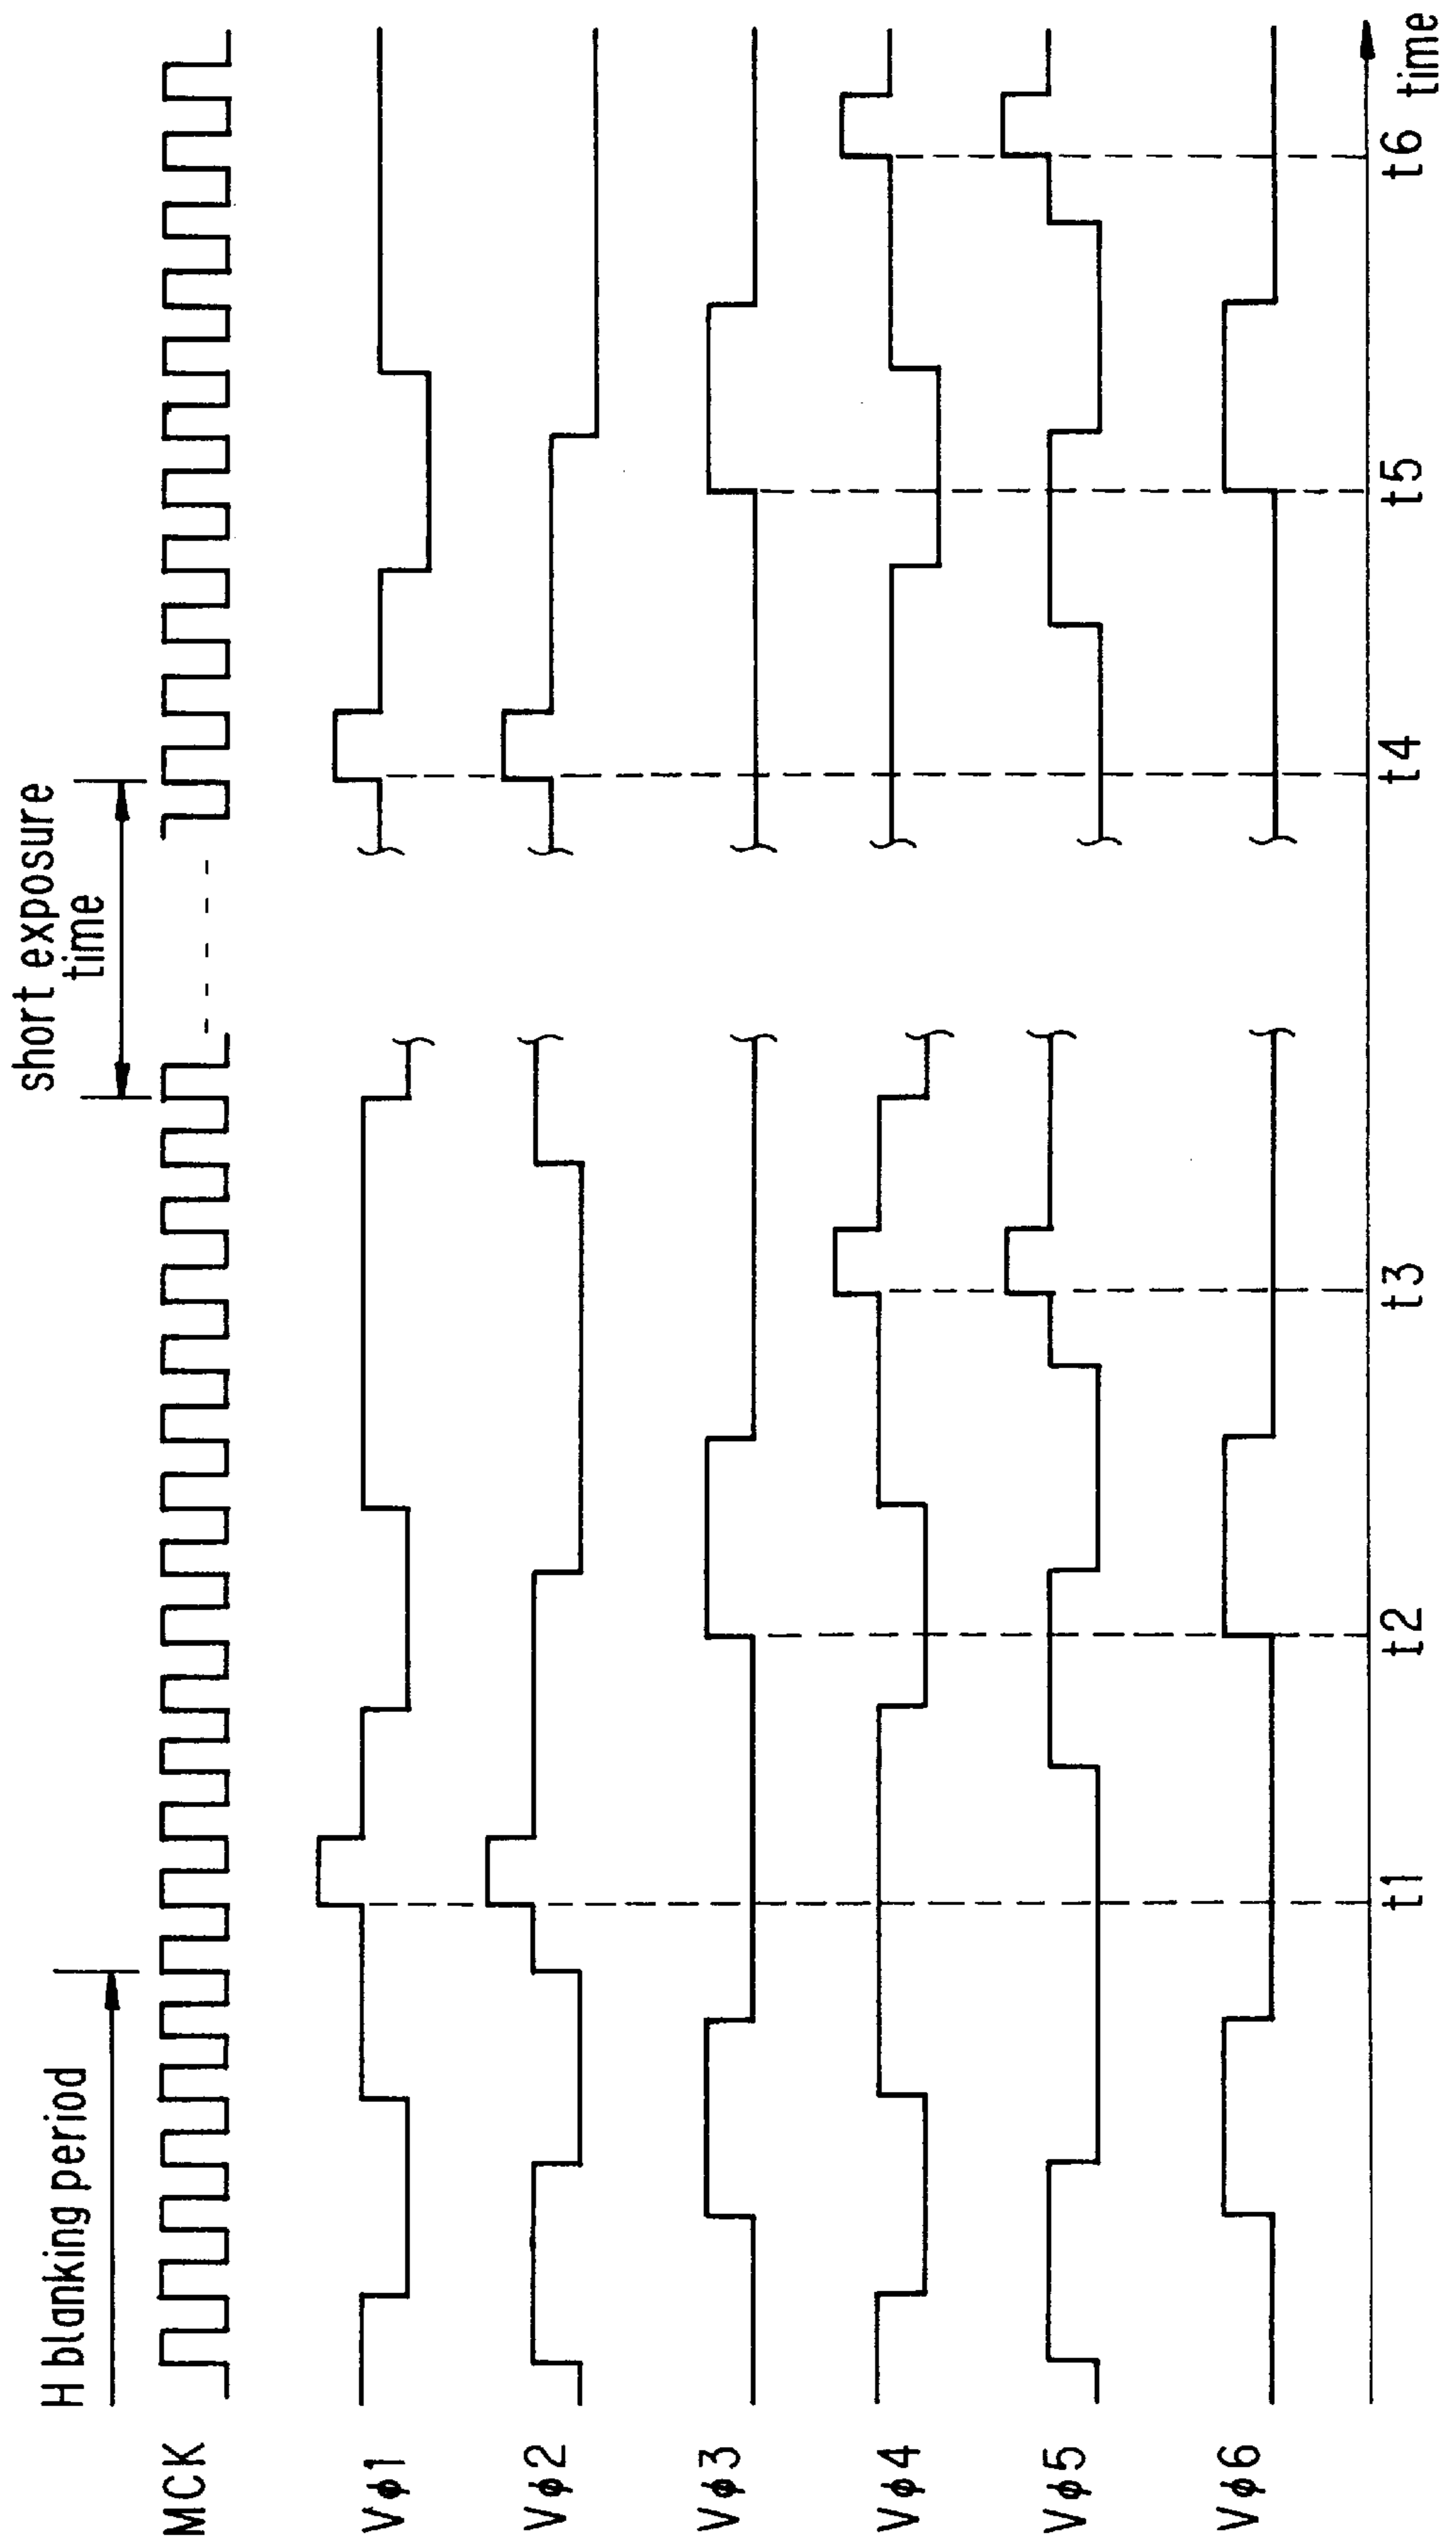 H blanking period
short exposure
time
MCK
Vφ1
Vφ2
Vφ3
Vφ4
Vφ5
Vφ6
t1
t2
t3
t4
t5
t6
time